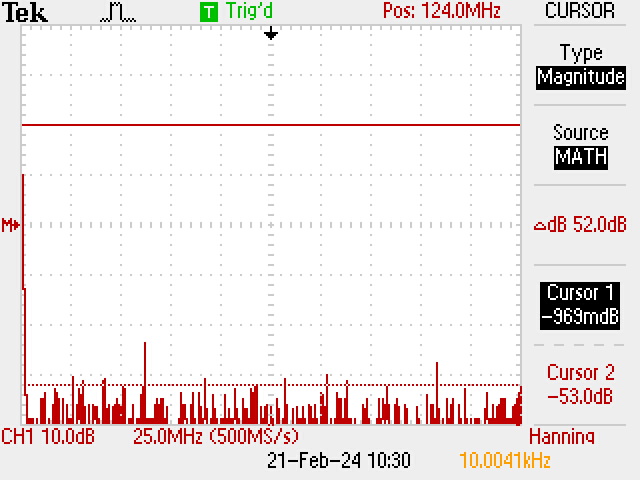 Tek T Trig'd Pos: 124.0MHz CURSOR
Type
Magnitude
Source
MATH
M
△dB 52.0dB
Cursor 1
-969mdB
Cursor 2
-53.0dB
CH1 10.0dB 25.0MHz (500MS/s) Hanning
21-Feb-24 10:30 10.0041kHz